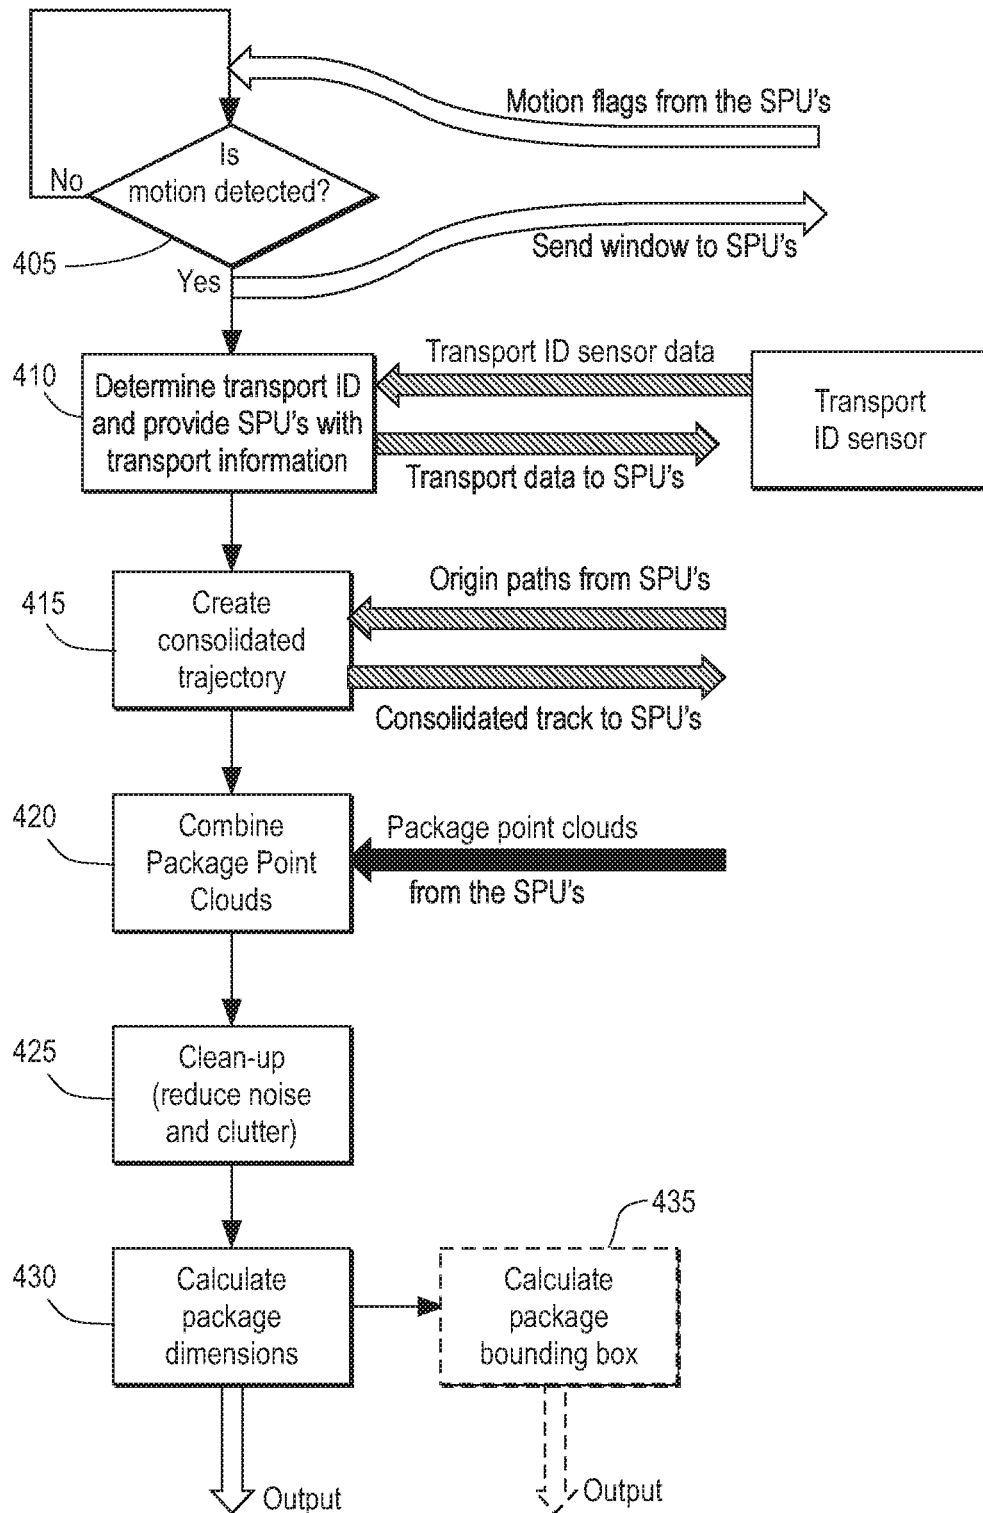 Motion flags from the SPU's
Is
motion detected?
No
405
Send window to SPU's
Yes
410
Determine transport ID
and provide SPU's with
transport information
Transport ID sensor data
Transport data to SPU's
Transport
ID sensor
415
Create
consolidated
trajectory
Origin paths from SPU's
Consolidated track to SPU's
420
Combine
Package Point
Clouds
Package point clouds
from the SPU's
425
Clean-up
(reduce noise
and clutter)
430
Calculate
package
dimensions
435
Calculate
package
bounding box
Output
Output